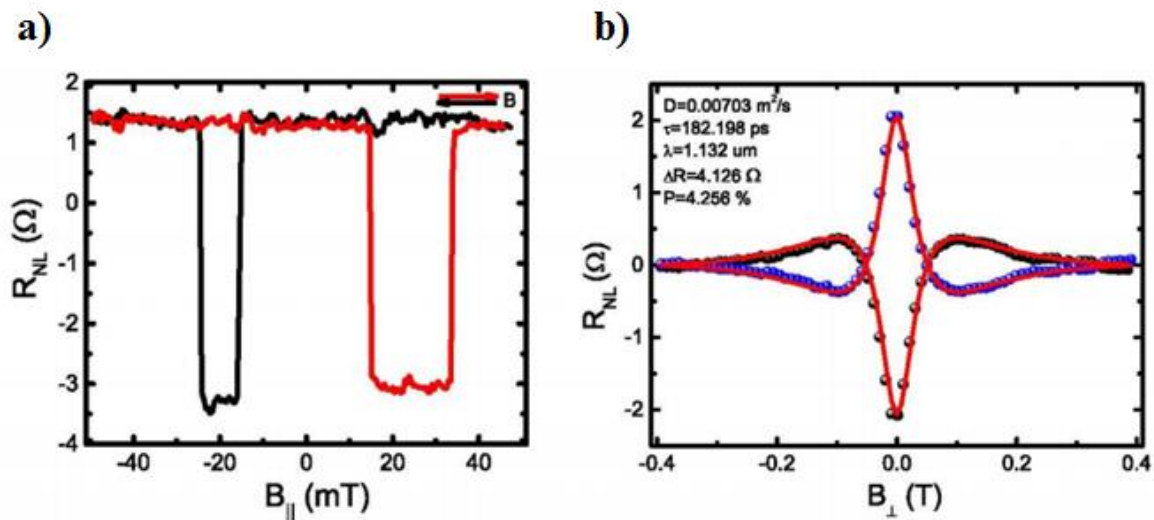 a)
2
1
0
-1
-2
-3
-4
R_NL (Ω)
-40 -20 0 20 40
B_|| (mT)
B
b)
D=0.00703 m²/s
τ=182.198 ps
λ=1.132 um
ΔR=4.126 Ω
P=4.256 %
2
1
0
-1
-2
R_NL (Ω)
-0.4 -0.2 0.0 0.2 0.4
B_⊥ (T)